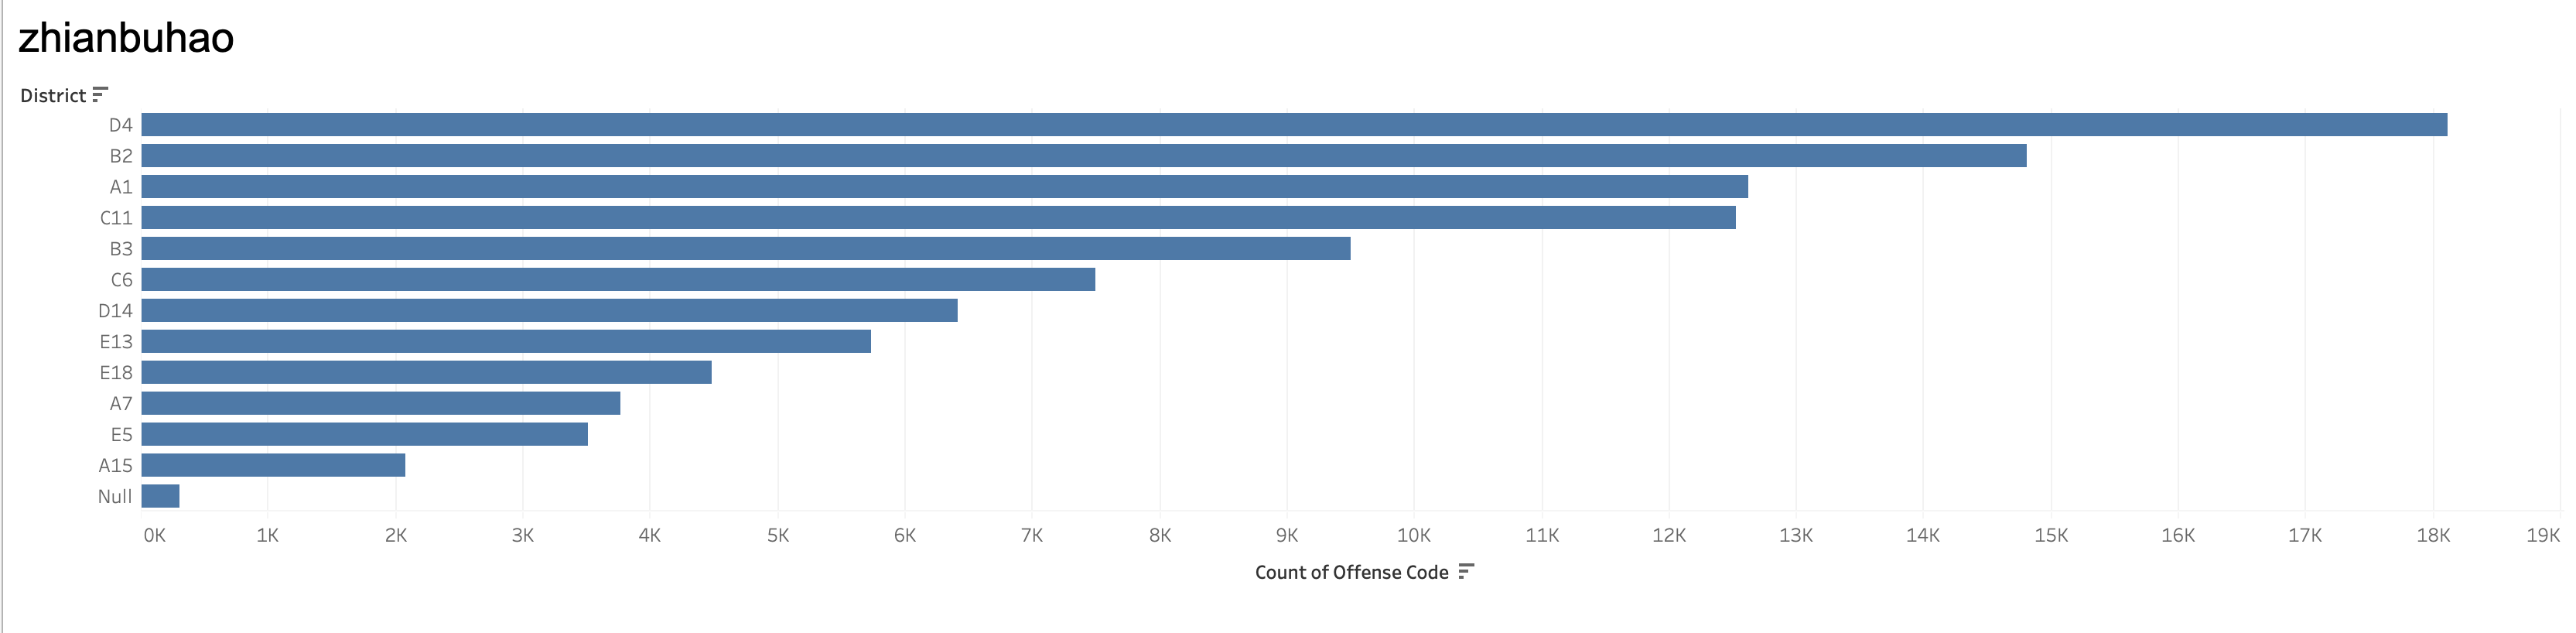 zhianbuhao
District
D4
B2
A1
C11
B3
C6
D14
E13
E18
A7
E5
A15
Null
0K 1K 2K 3K 4K 5K 6K 7K 8K 9K 10K 11K 12K 13K 14K 15K 16K 17K 18K 19K
Count of Offense Code